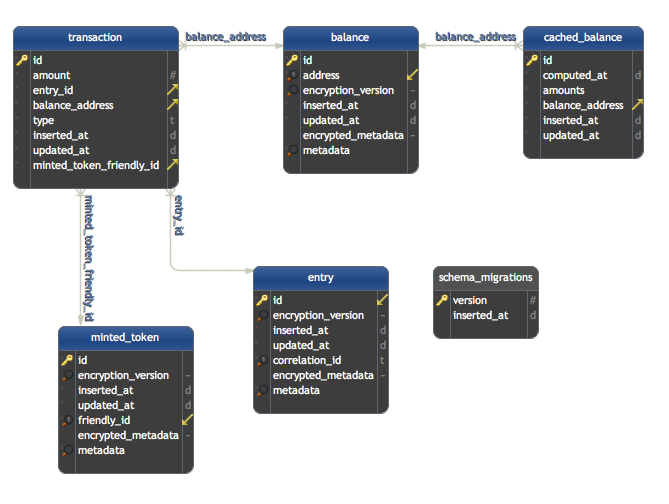 transaction
id
amount #
entry_id
balance_address
type t
inserted_at d
updated_at d
minted_token_friendly_id
balance_address
balance
id
address
encryption_version -
inserted_at d
updated_at d
encrypted_metadata -
metadata
balance_address
cached_balance
id
computed_at d
amounts
balance_address
inserted_at d
updated_at d
minted_token_friendly_id
entry_id
entry
id
encryption_version -
inserted_at d
updated_at d
correlation_id t
encrypted_metadata -
metadata
schema_migrations
version #
inserted_at d
minted_token
id
encryption_version -
inserted_at d
updated_at d
friendly_id
encrypted_metadata -
metadata